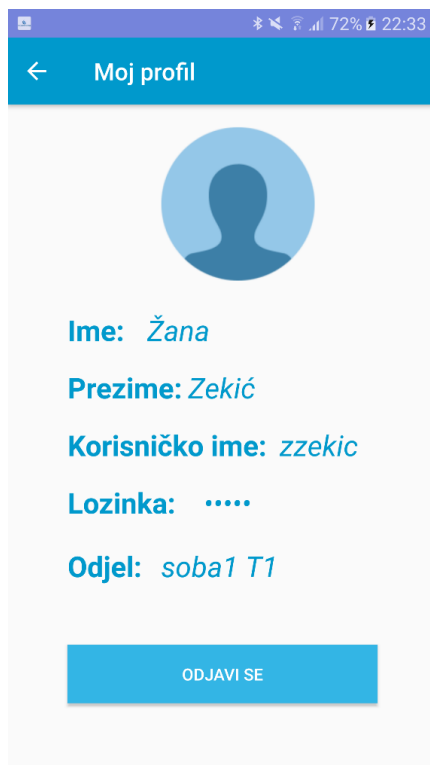 72% 22:33
Moj profil
Ime: Žana
Prezime: Zekić
Korisničko ime: zzekic
Lozinka: •••••
Odjel: soba1 T1
ODJAVI SE